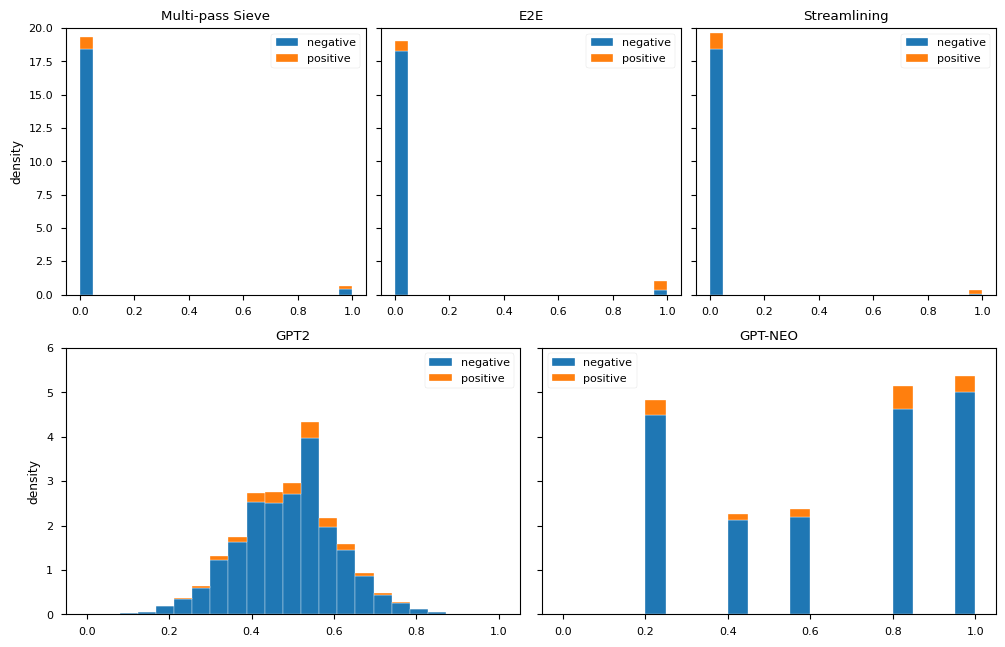 Multi-pass Sieve
E2E
Streamlining
20.0
17.5
15.0
12.5
10.0
7.5
5.0
2.5
0.0
density
negative
positive
negative
positive
negative
positive
0.0 0.2 0.4 0.6 0.8 1.0
0.0 0.2 0.4 0.6 0.8 1.0
0.0 0.2 0.4 0.6 0.8 1.0
GPT2
GPT-NEO
6
5
4
3
2
1
0
density
negative
positive
negative
positive
0.0 0.2 0.4 0.6 0.8 1.0
0.0 0.2 0.4 0.6 0.8 1.0